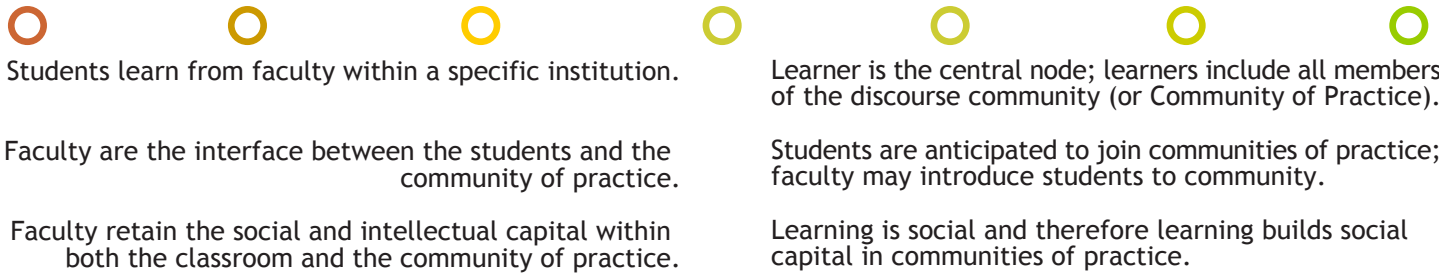 Students learn from faculty within a specific institution.
Faculty are the interface between the students and the
community of practice.
Faculty retain the social and intellectual capital within
both the classroom and the community of practice.
Learner is the central node; learners include all members
of the discourse community (or Community of Practice).
Students are anticipated to join communities of practice;
faculty may introduce students to community.
Learning is social and therefore learning builds social
capital in communities of practice.